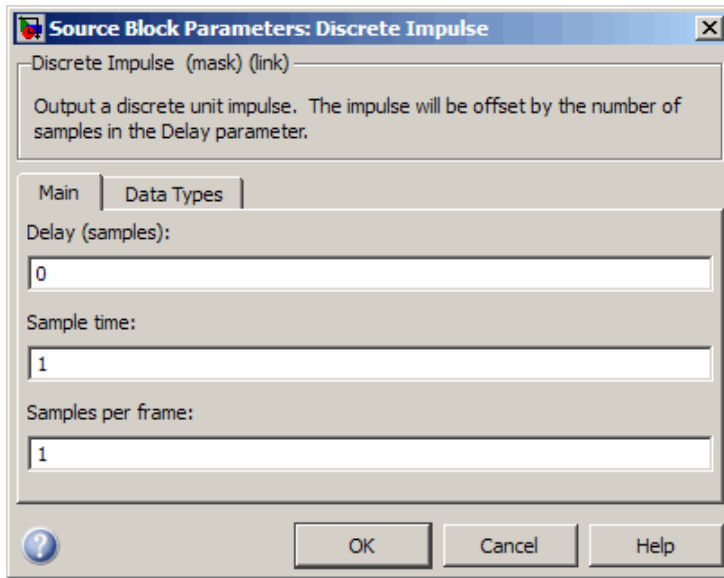 Source Block Parameters: Discrete Impulse
Discrete Impulse (mask) (link)
Output a discrete unit impulse. The impulse will be offset by the number of
samples in the Delay parameter.
Main
Data Types
Delay (samples):
0
Sample time:
1
Samples per frame:
1
OK
Cancel
Help